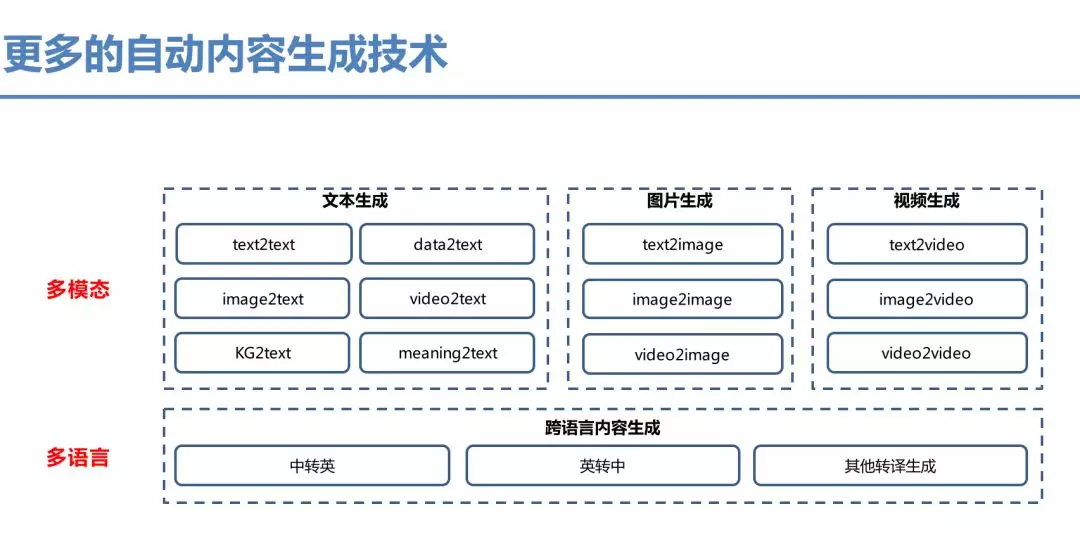 更多的自动内容生成技术
文本生成
图片生成
视频生成
text2text
data2text
text2image
text2video
多模态
image2text
video2text
image2image
image2video
KG2text
meaning2text
video2image
video2video
跨语言内容生成
多语言
中转英
英转中
其他转译生成